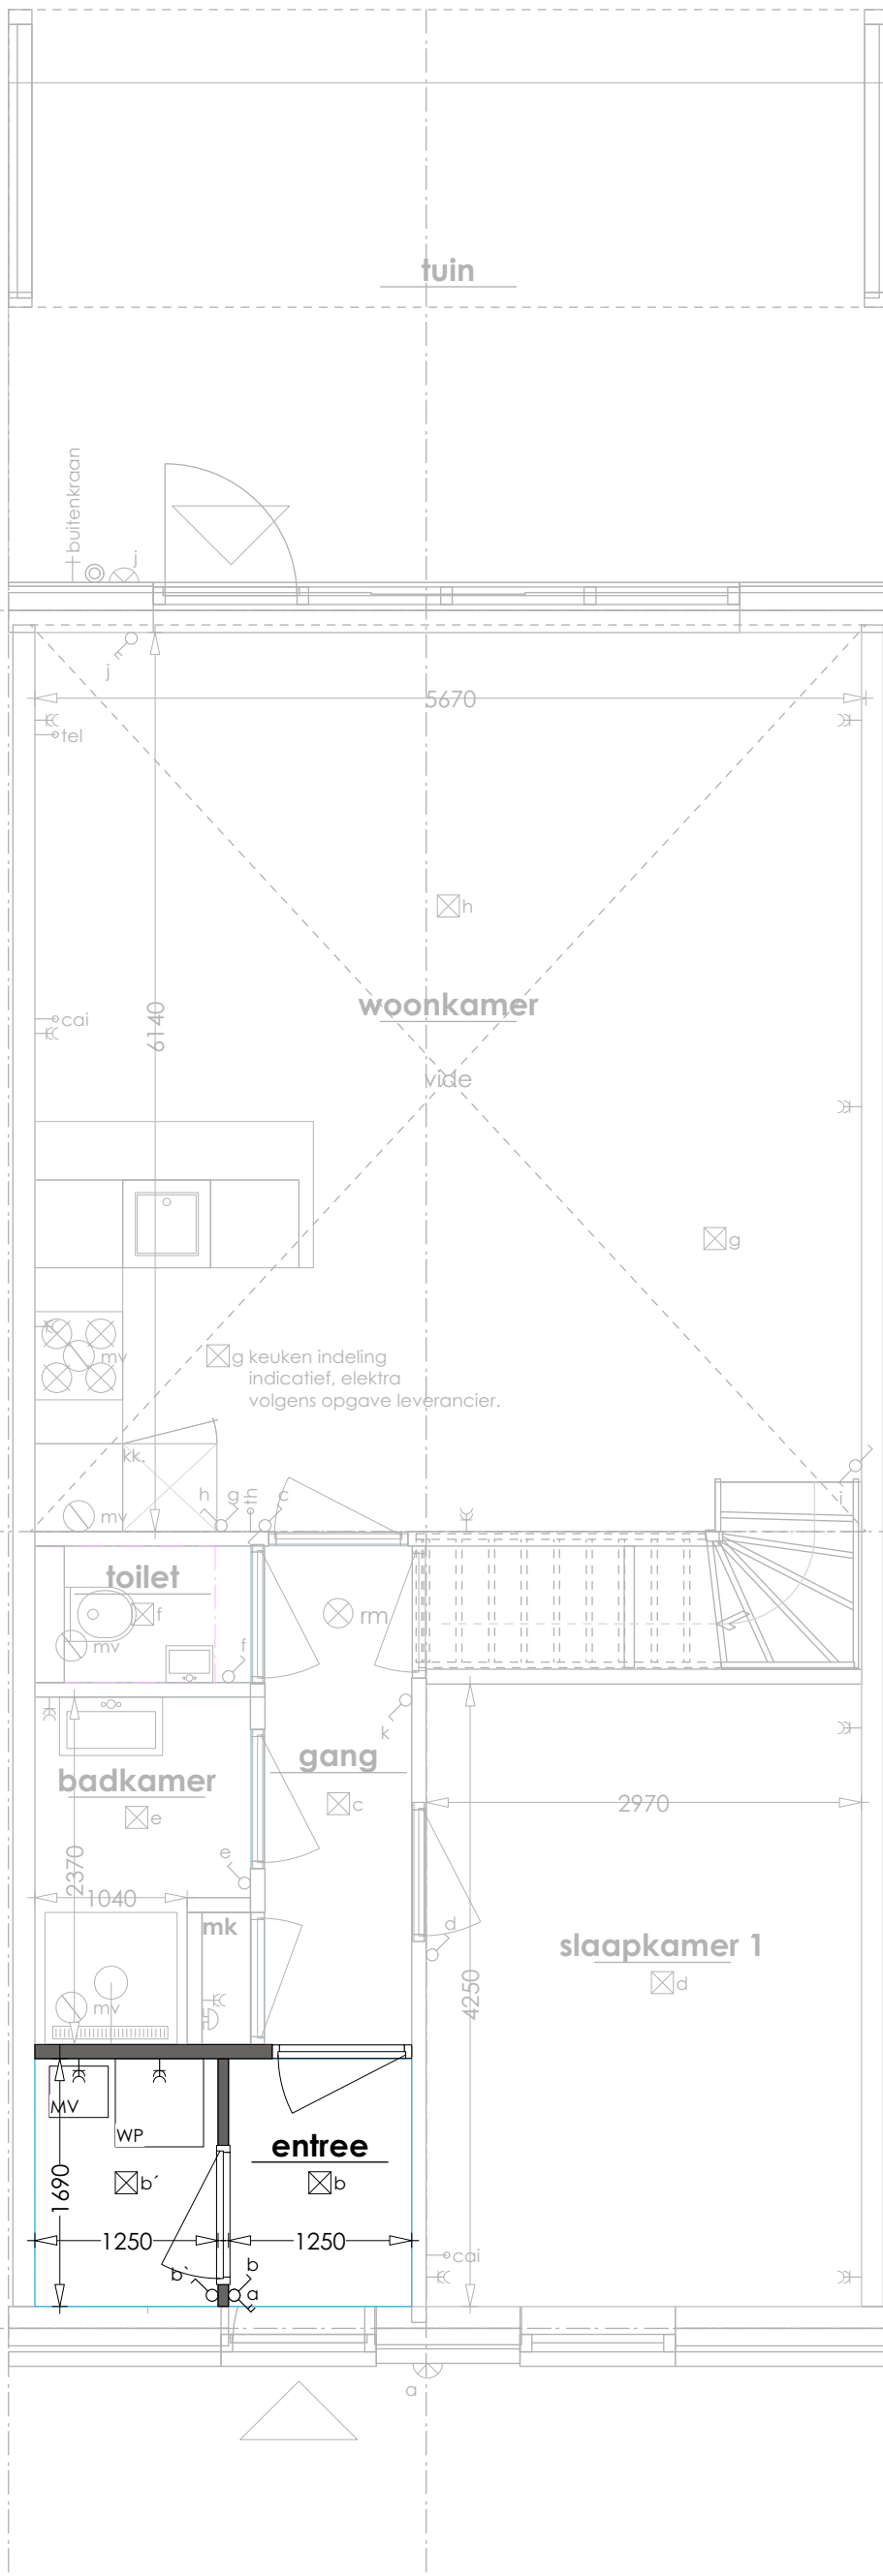 tuin
buitenkraan
j
j
5670
tel
h
woonkamer
cai
6140
vide
g
mv
g keuken indeling
indicatief, elektra
volgens opgave leverancier.
kk.
mv
h
g
th
c
i
toilet
f
rm
mv
f
k
gang
badkamer
c
e
2970
e
2370
1040
mk
d
slaapkamer 1
d
4250
mv
MV
WP
entree
b´
b
1690
1250
1250
cai
b`
b
a
a